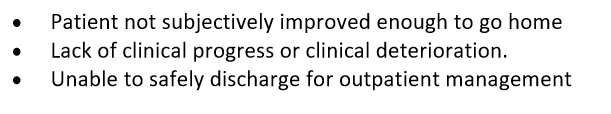 • Patient not subjectively improved enough to go home
• Lack of clinical progress or clinical deterioration.
• Unable to safely discharge for outpatient management